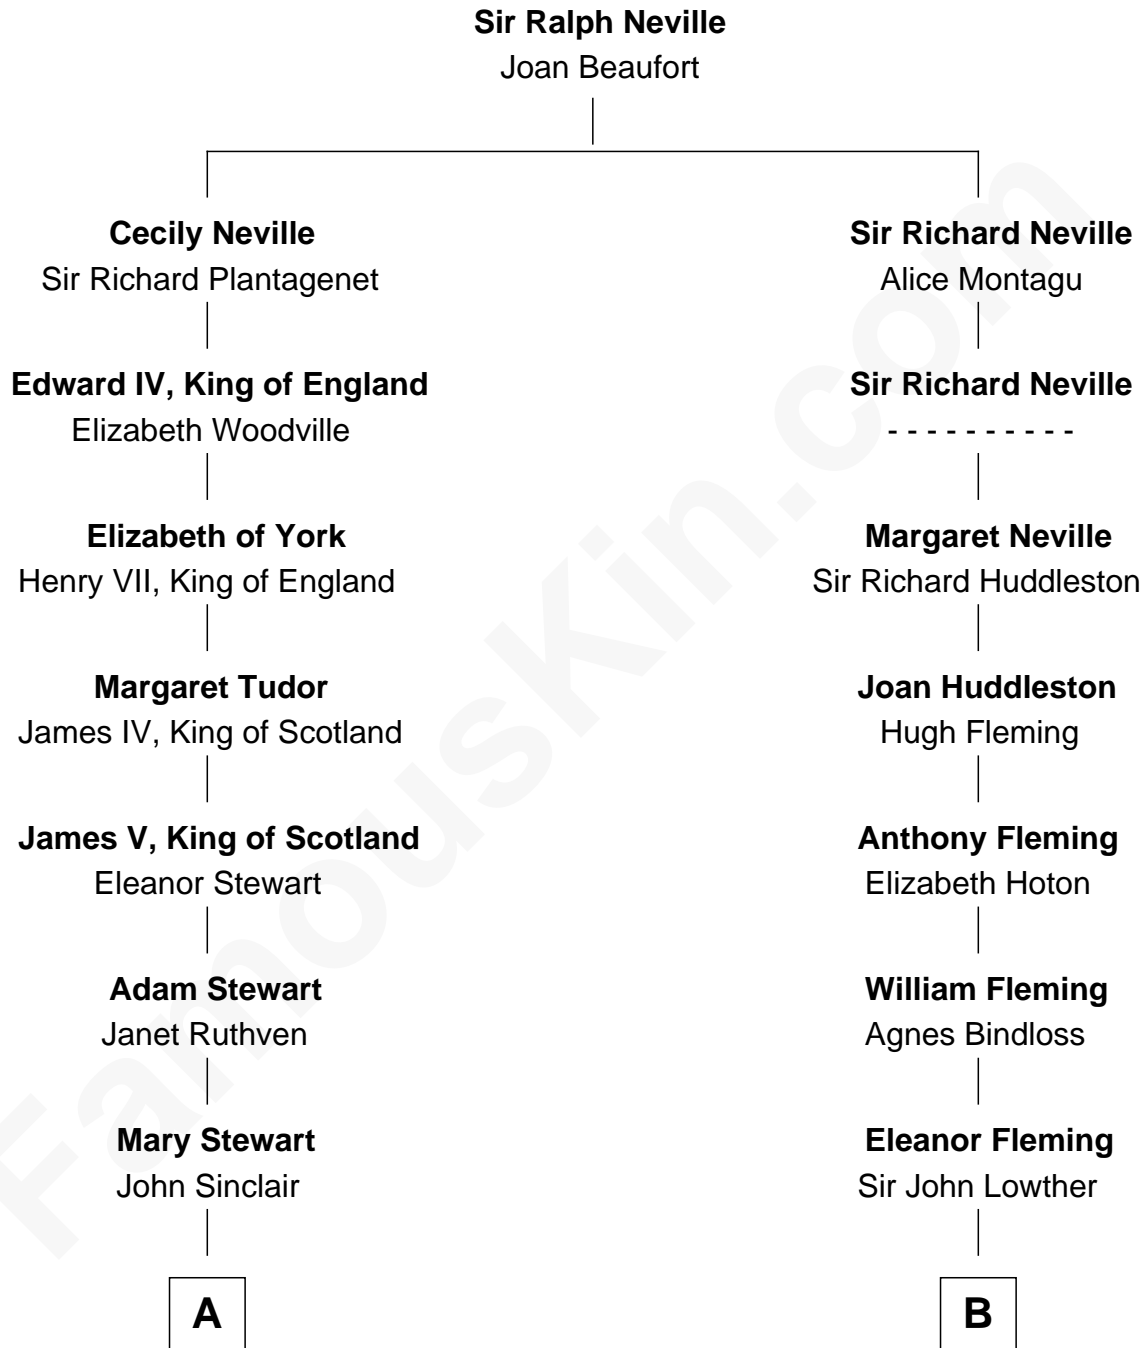 Sir Ralph Neville
Joan Beaufort
Cecily Neville
Sir Richard Plantagenet
Sir Richard Neville
Alice Montagu
Edward IV, King of England
Elizabeth Woodville
Sir Richard Neville
- - - - - - - - - -
Elizabeth of York
Henry VII, King of England
Margaret Neville
Sir Richard Huddleston
Margaret Tudor
James IV, King of Scotland
Joan Huddleston
Hugh Fleming
James V, King of Scotland
Eleanor Stewart
Anthony Fleming
Elizabeth Hoton
Adam Stewart
Janet Ruthven
William Fleming
Agnes Bindloss
Mary Stewart
John Sinclair
Eleanor Fleming
Sir John Lowther
A
B
FamousKin.com